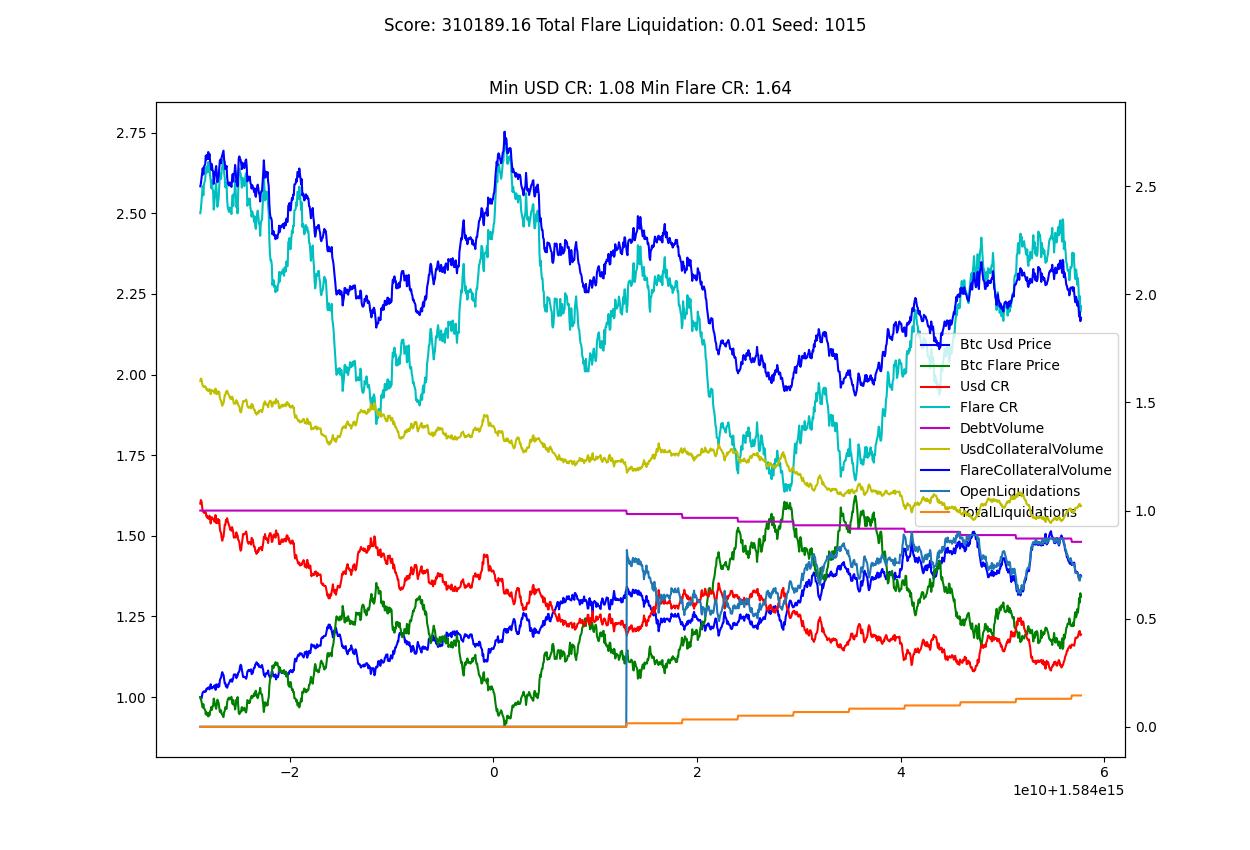 Score: 310189.16 Total Flare Liquidation: 0.01 Seed: 1015
Min USD CR: 1.08 Min Flare CR: 1.64
2.75
2.50
2.25
2.00
1.75
1.50
1.25
1.00
2.5
2.0
1.5
1.0
0.5
0.0
Btc Usd Price
Btc Flare Price
Usd CR
Flare CR
DebtVolume
UsdCollateralVolume
FlareCollateralVolume
OpenLiquidations
TotalLiquidations
−2
0
2
4
6
1e10+1.584e15